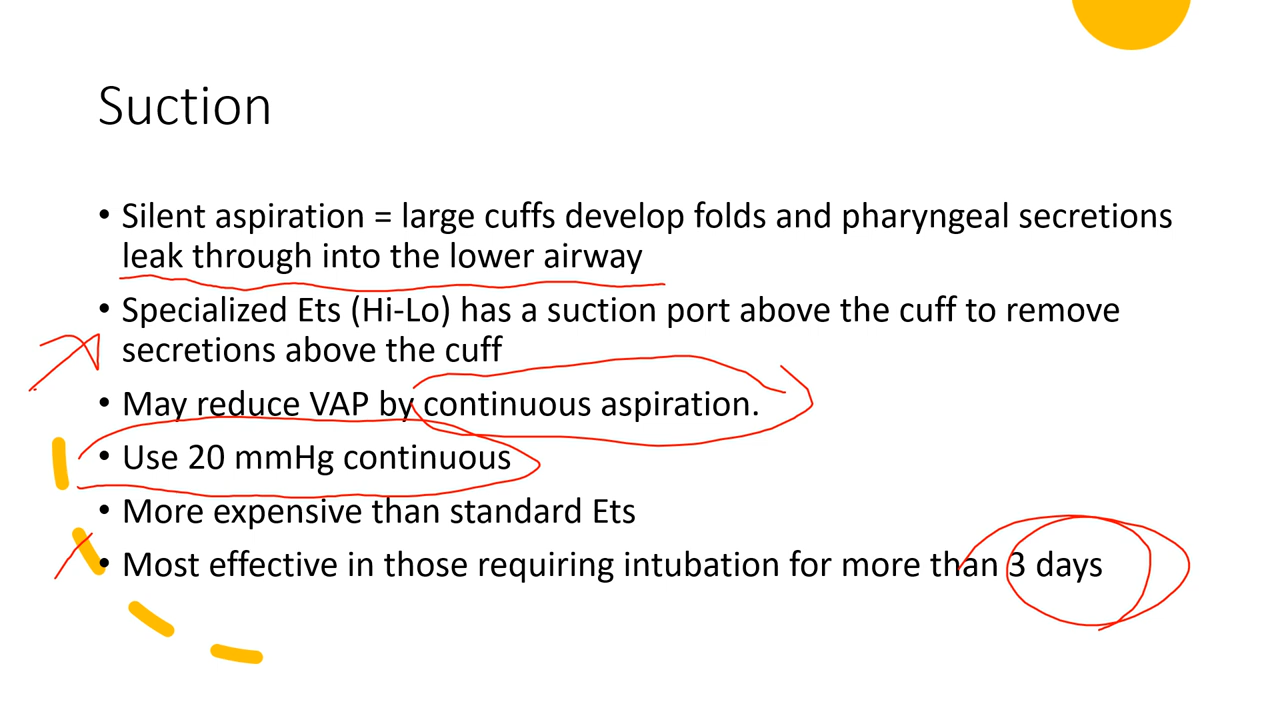 Suction
• Silent aspiration = large cuffs develop folds and pharyngeal secretions
leak through into the lower airway
• Specialized Ets (Hi-Lo) has a suction port above the cuff to remove
secretions above the cuff
• May reduce VAP by continuous aspiration.
• Use 20 mmHg continuous
• More expensive than standard Ets
• Most effective in those requiring intubation for more than 3 days